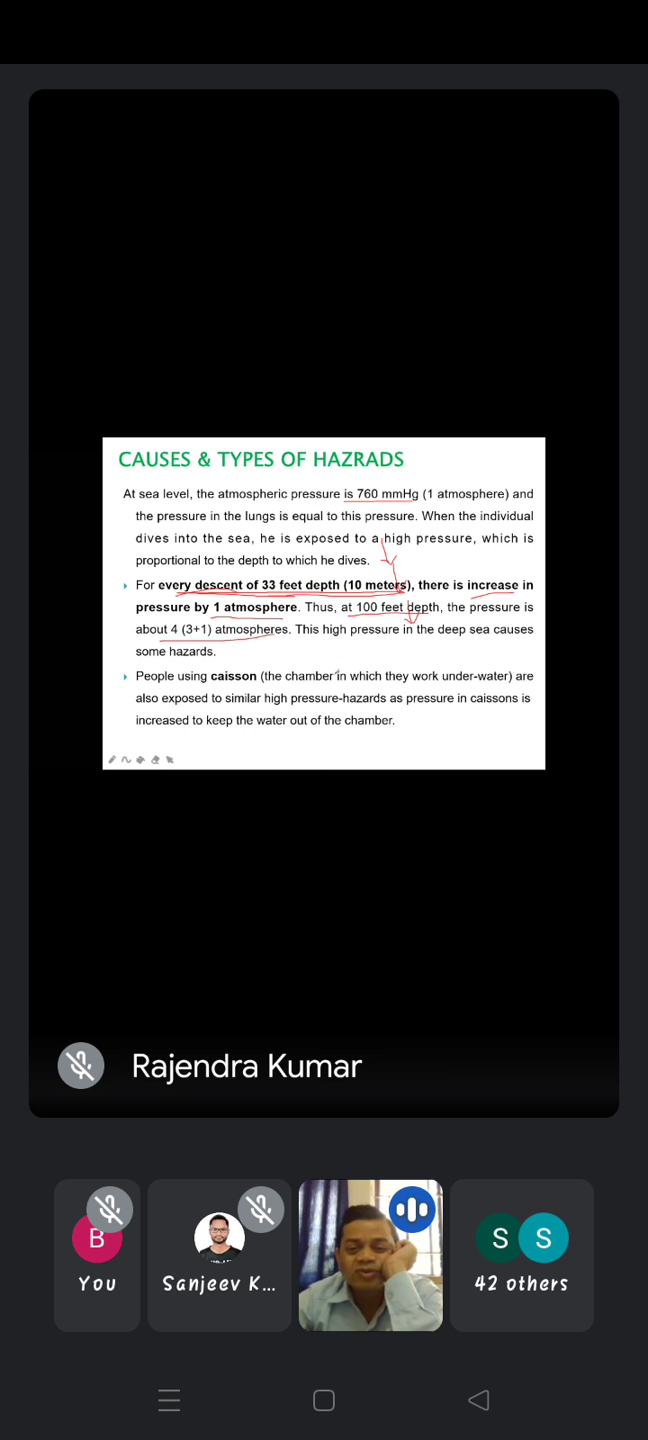 CAUSES & TYPES OF HAZRADS
At sea level, the atmospheric pressure is 760 mmHg (1 atmosphere) and
the pressure in the lungs is equal to this pressure. When the individual
dives into the sea, he is exposed to a high pressure, which is
proportional to the depth to which he dives.
For every descent of 33 feet depth (10 meters), there is increase in
pressure by 1 atmosphere. Thus, at 100 feet depth, the pressure is
about 4 (3+1) atmospheres. This high pressure in the deep sea causes
some hazards.
People using caisson (the chamber in which they work under-water) are
also exposed to similar high pressure-hazards as pressure in caissons is
increased to keep the water out of the chamber.
Rajendra Kumar
B
S S
You
Sanjeev K...
42 others